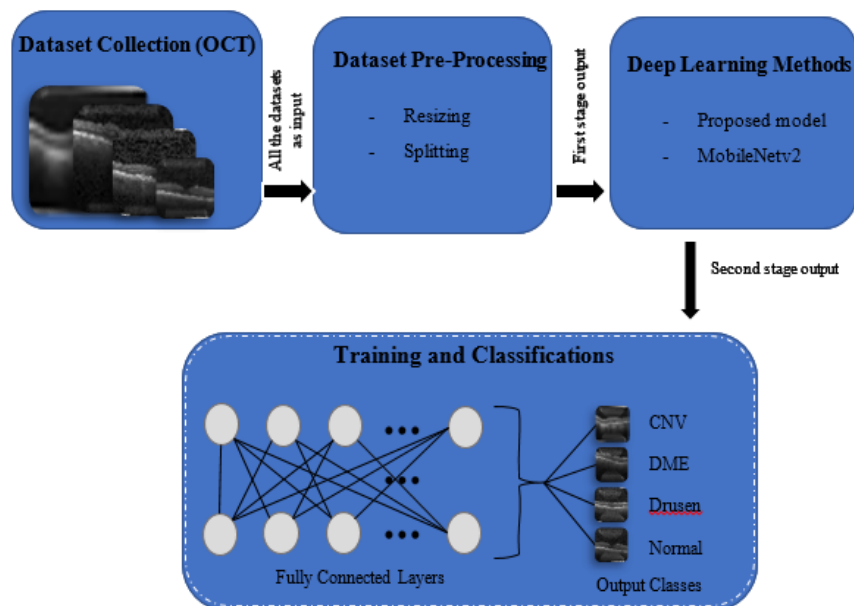 Dataset Collection (OCT)
All the datasets
as input
Dataset Pre-Processing
- Resizing
- Splitting
First stage output
Deep Learning Methods
- Proposed model
- MobileNetv2
Second stage output
Training and Classifications
CNV
DME
Drusen
Normal
Fully Connected Layers
Output Classes